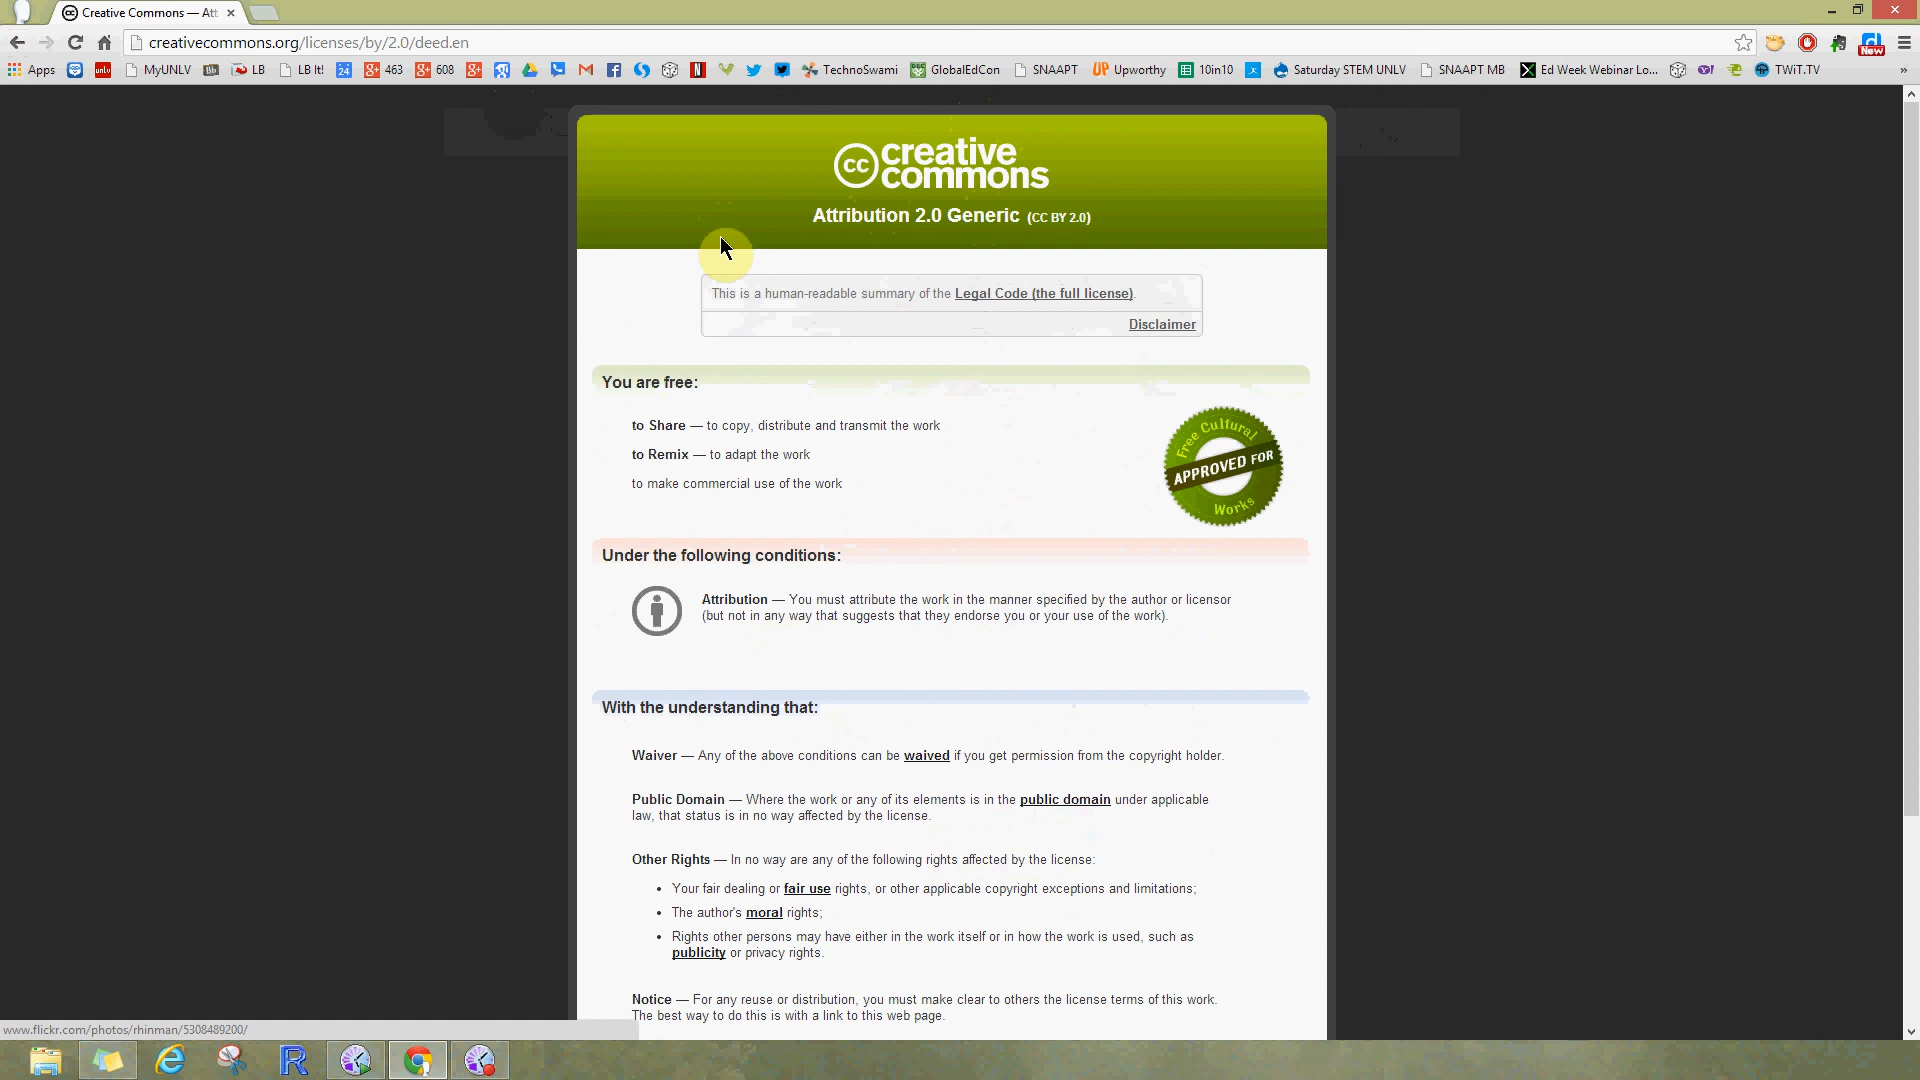 Creative Commons — Att
creativecommons.org/licenses/by/2.0/deed.en
New
Apps
unlv
MyUNLV
Bb
LB
LB It!
24
463
608
TechnoSwami
GlobalEdCon
SNAAPT
UP Upworthy
10in10
Saturday STEM UNLV
SNAAPT MB
Ed Week Webinar Lo...
TWiT.TV
»
cc creative
commons
Attribution 2.0 Generic (CC BY 2.0)
This is a human-readable summary of the Legal Code (the full license).
Disclaimer
You are free:
to Share — to copy, distribute and transmit the work
to Remix — to adapt the work
to make commercial use of the work
Free Cultural
APPROVED FOR
Works
Under the following conditions:
Attribution — You must attribute the work in the manner specified by the author or licensor
(but not in any way that suggests that they endorse you or your use of the work).
With the understanding that:
Waiver — Any of the above conditions can be waived if you get permission from the copyright holder.
Public Domain — Where the work or any of its elements is in the public domain under applicable
law, that status is in no way affected by the license.
Other Rights — In no way are any of the following rights affected by the license:
• Your fair dealing or fair use rights, or other applicable copyright exceptions and limitations;
• The author's moral rights;
• Rights other persons may have either in the work itself or in how the work is used, such as
publicity or privacy rights.
Notice — For any reuse or distribution, you must make clear to others the license terms of this work.
The best way to do this is with a link to this web page.
www.flickr.com/photos/rhinman/5308489200/